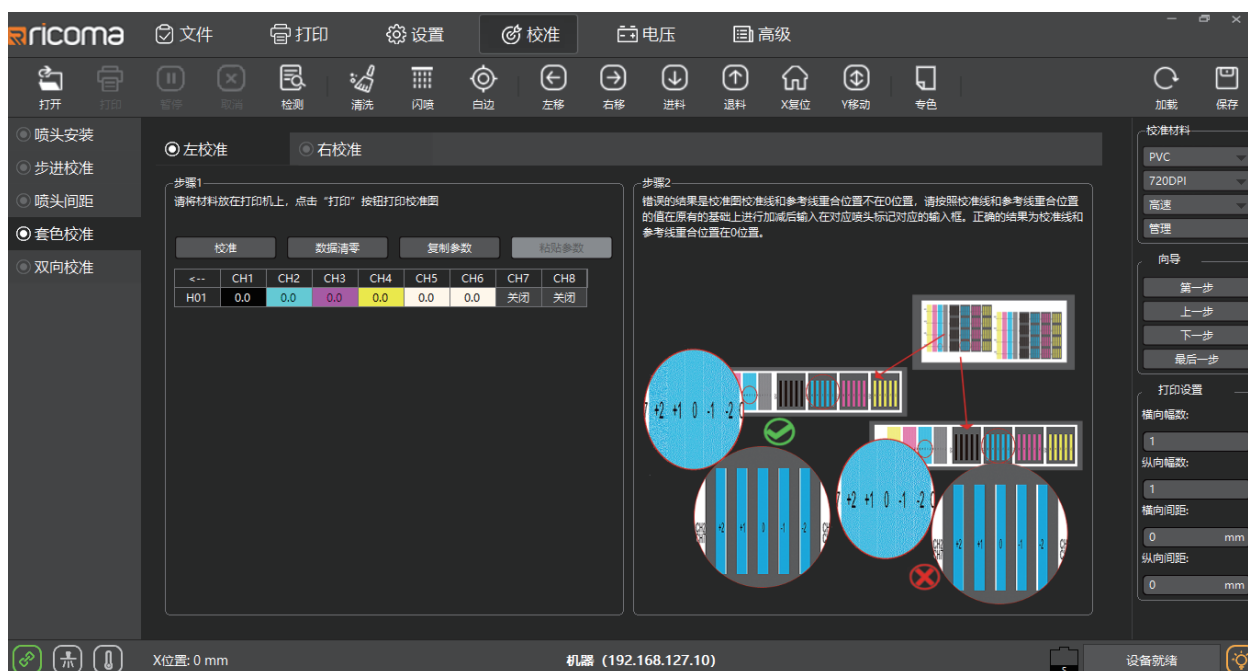 ricoma
文件 打印 设置 校准 电压 高级
打开 打印 暂停 取消 检测 清洗 闪喷 白边 左移 右移 进料 退料 X复位 Y移动 专色 加载 保存
喷头安装
步进校准
喷头间距
套色校准
双向校准
左校准 右校准
步骤1
请将材料放在打印机上，点击“打印”按钮打印校准图
校准 数据清零 复制参数 粘贴参数
<-- CH1 CH2 CH3 CH4 CH5 CH6 CH7 CH8
H01 0.0 0.0 0.0 0.0 0.0 0.0 关闭 关闭
步骤2
错误的结果是校准图校准线和参考线重合位置不在0位置，请按照校准线和参考线重合位置
的值在原有的基础上进行加减后输入在对应喷头标记对应的输入框。正确的结果为校准线和
参考线重合位置在0位置。
+2 +1 0 -1 -2
+2 +1 0 -1 -2
+2 +1 0 -1 -2
+2 +1 0 -1 -2
校准材料
PVC
720DPI
高速
管理
向导
第一步
上一步
下一步
最后一步
打印设置
横向幅数:
1
纵向幅数:
1
横向间距:
0 mm
纵向间距:
0 mm
X位置: 0 mm
机器（192.168.127.10）
设备就绪